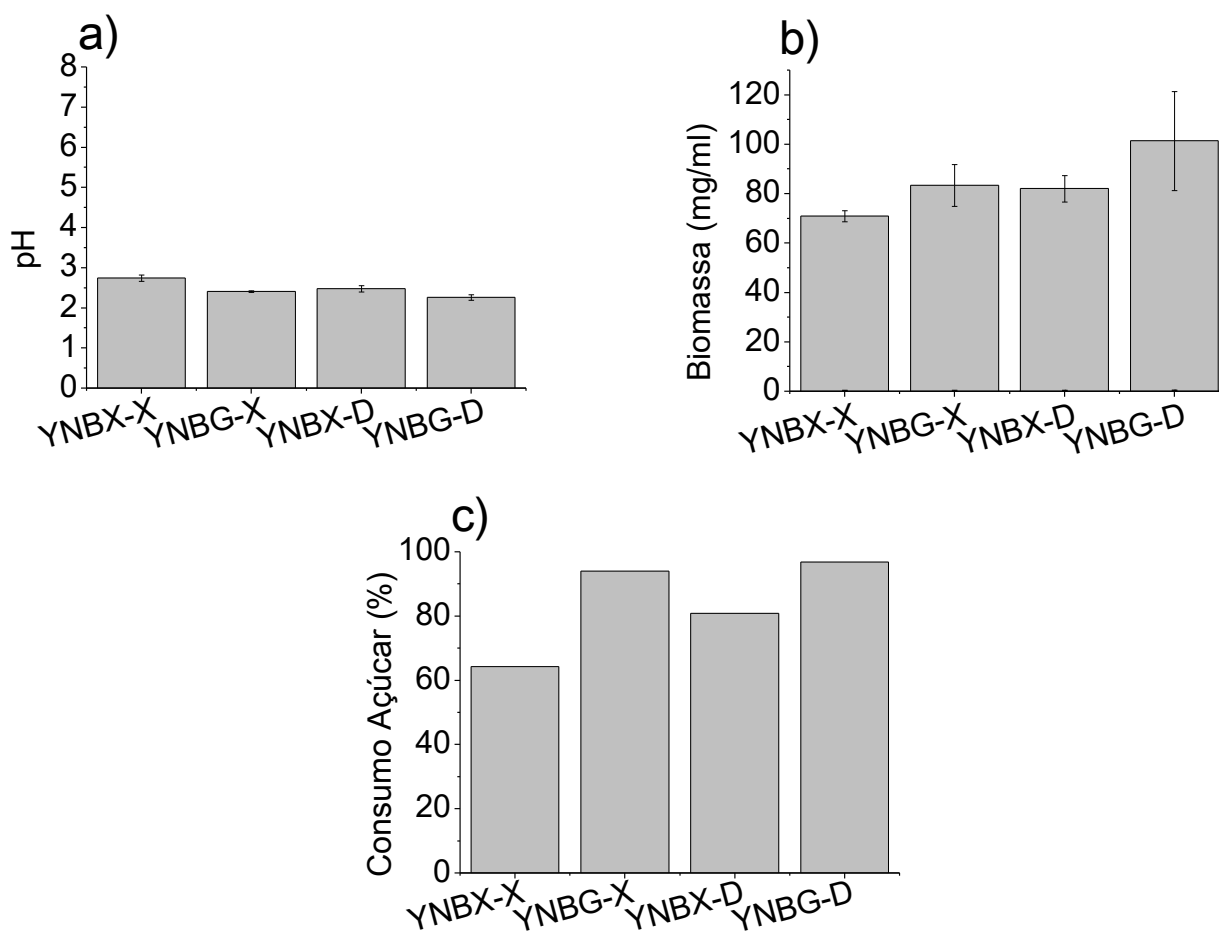 a)
8
7
6
5
4
3
2
1
0
pH
YNBX-X
YNBG-X
YNBX-D
YNBG-D
b)
120
100
80
60
40
20
0
Biomassa (mg/ml)
YNBX-X
YNBG-X
YNBX-D
YNBG-D
c)
100
80
60
40
20
0
Consumo Açúcar (%)
YNBX-X
YNBG-X
YNBX-D
YNBG-D